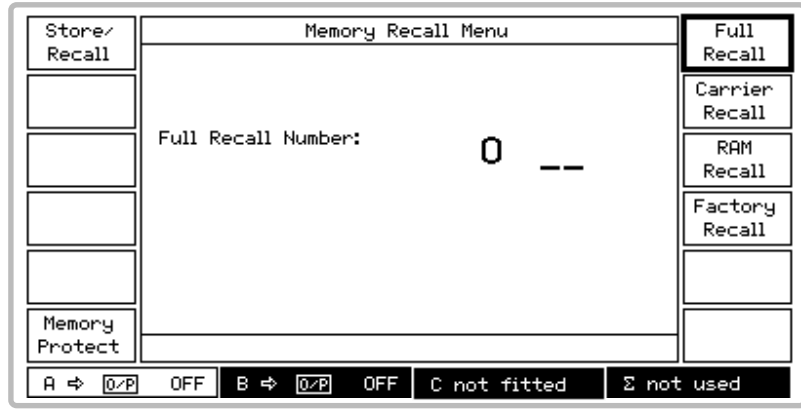 Store/
Recall
Memory
Protect
Memory Recall Menu
Full Recall Number: 0 __
Full
Recall
Carrier
Recall
RAM
Recall
Factory
Recall
A ⇨ O/P OFF B ⇨ O/P OFF C not fitted Σ not used